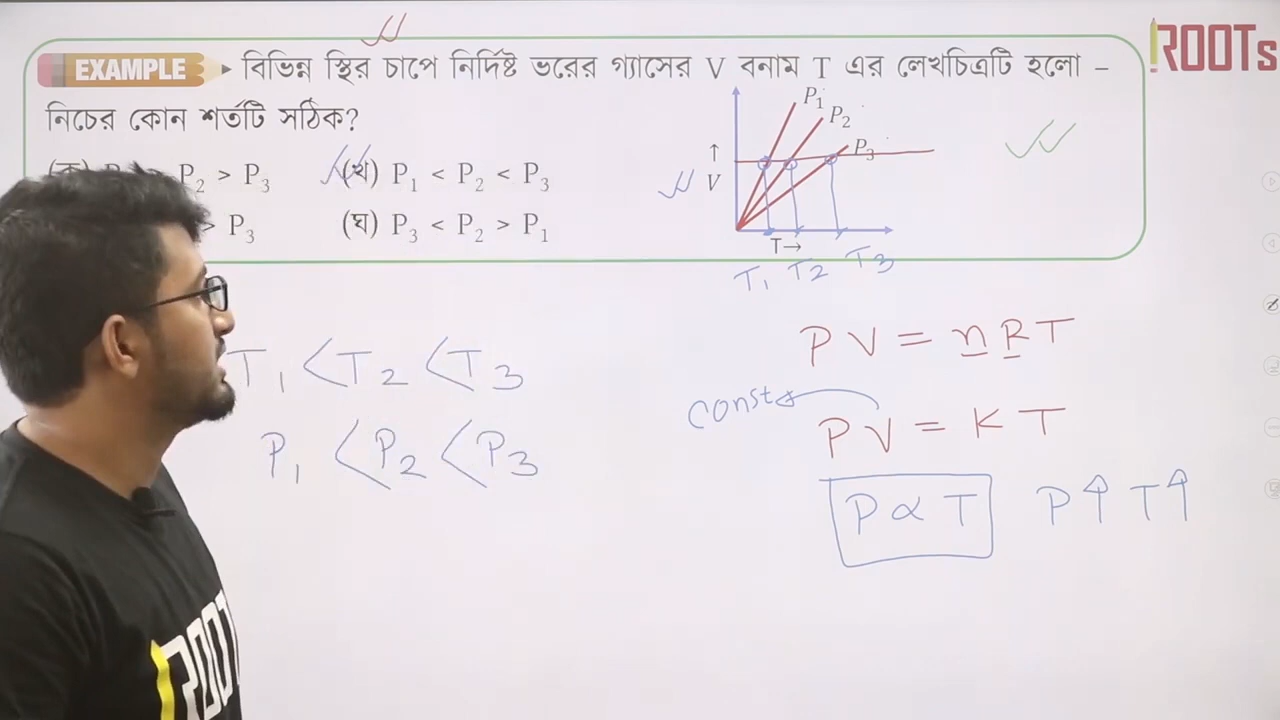 ROOTs
EXAMPLE বিভিন্ন স্থির চাপে নির্দিষ্ট ভরের গ্যাসের V বনাম T এর লেখচিত্রটি হলো –
নিচের কোন শর্তটি সঠিক?
P2 > P3
(খ) P1 < P2 < P3
> P3
(ঘ) P3 < P2 > P1
P1
P2
P3
↑
V
T→
T1 T2 T3
T1 < T2 < T3
P1 < P2 < P3
PV = nRT
const
PV = KT
P ∝ T P↑ T↑